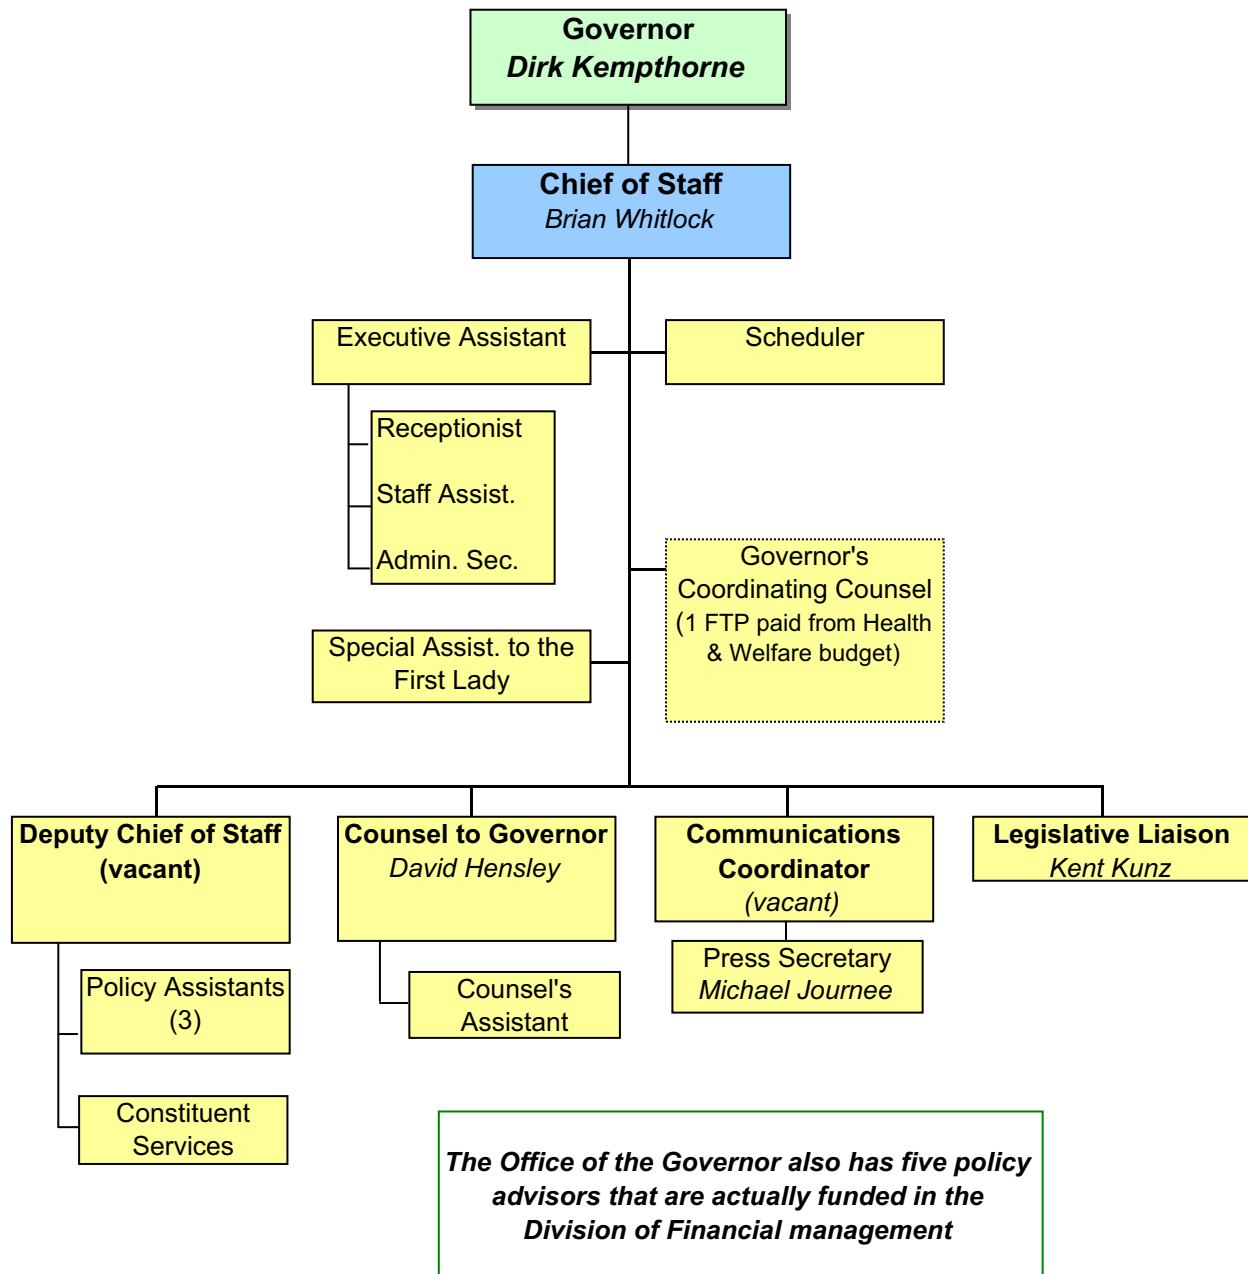 Governor
Dirk Kempthorne
Chief of Staff
Brian Whitlock
Executive Assistant
Scheduler
Receptionist
Staff Assist.
Admin. Sec.
Governor's
Coordinating Counsel
(1 FTP paid from Health
& Welfare budget)
Special Assist. to the
First Lady
Deputy Chief of Staff
(vacant)
Policy Assistants
(3)
Constituent
Services
Counsel to Governor
David Hensley
Counsel's
Assistant
Communications
Coordinator
(vacant)
Press Secretary
Michael Journee
Legislative Liaison
Kent Kunz
The Office of the Governor also has five policy
advisors that are actually funded in the
Division of Financial management